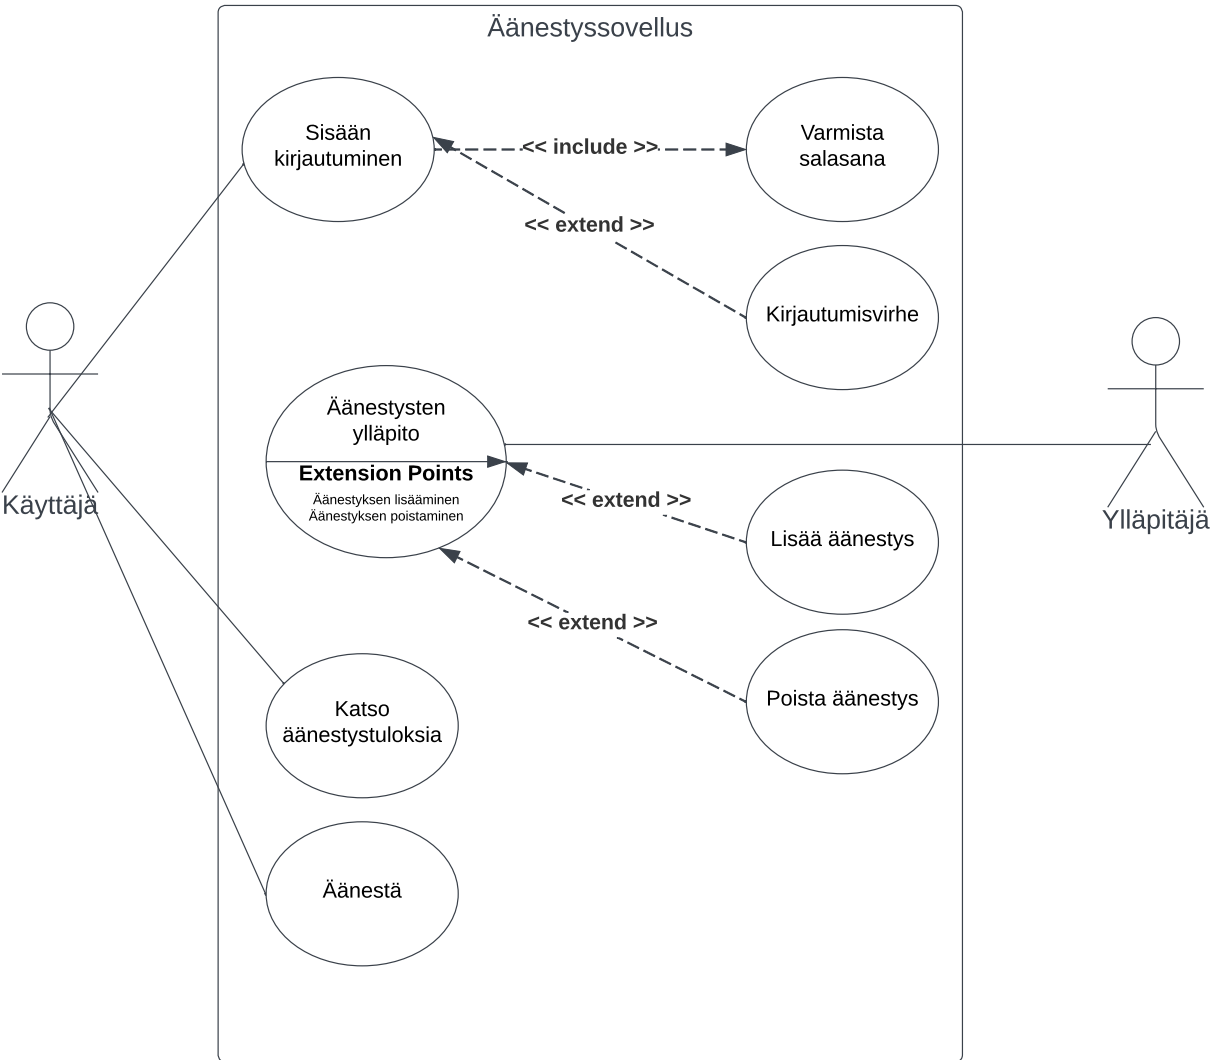 Äänestyssovellus
Sisään
kirjautuminen
<< include >>
Varmista
salasana
<< extend >>
Kirjautumisvirhe
Äänestysten
ylläpito
Extension Points
Äänestyksen lisääminen
Äänestyksen poistaminen
<< extend >>
Lisää äänestys
Käyttäjä
Ylläpitäjä
<< extend >>
Poista äänestys
Katso
äänestystuloksia
Äänestä